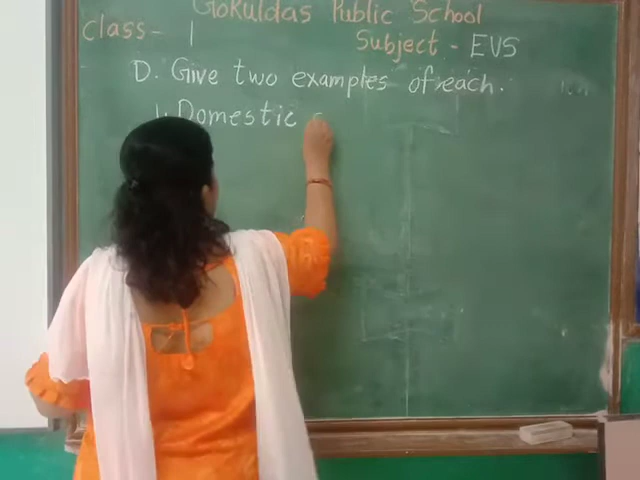 Gokuldas Public School
Class - 1
Subject - EVS
D. Give two examples of each.
1. Domestic